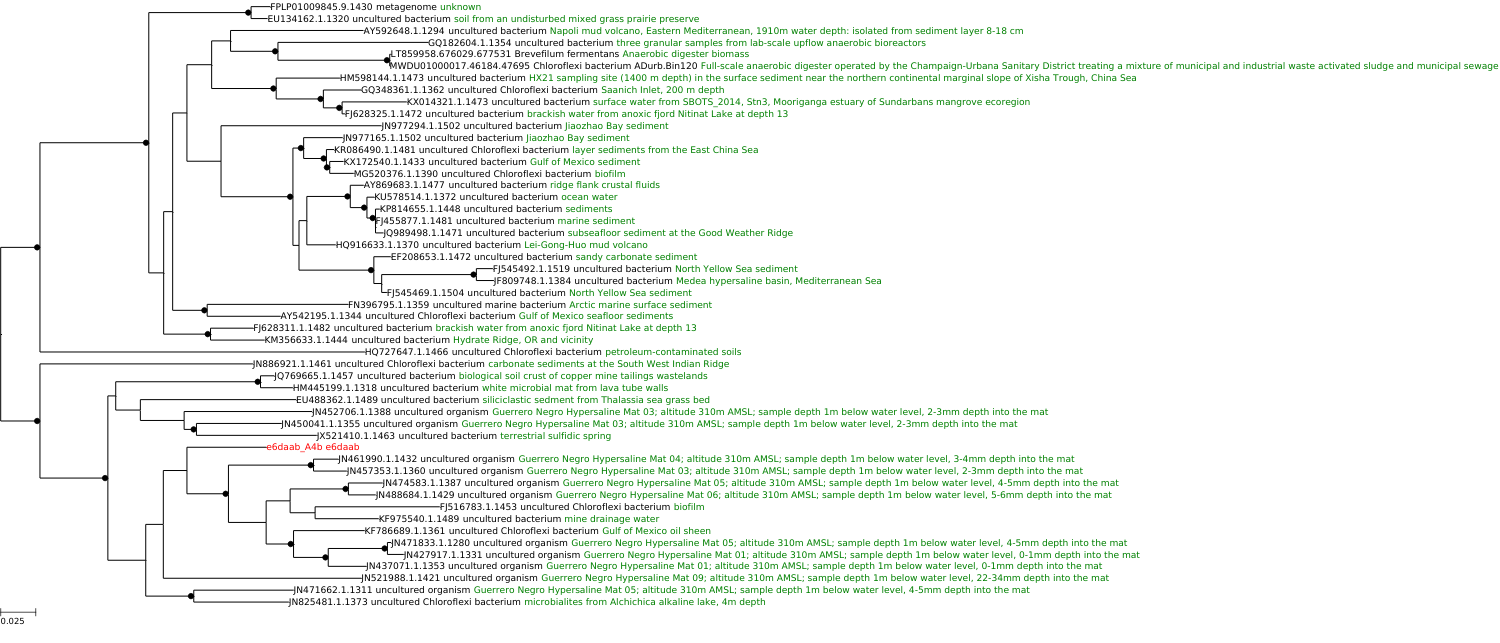 FPLP01009845.9.1430 metagenome unknown
EU134162.1.1320 uncultured bacterium soil from an undisturbed mixed grass prairie preserve
AY592648.1.1294 uncultured bacterium Napoli mud volcano, Eastern Mediterranean, 1910m water depth: isolated from sediment layer 8-18 cm
GQ182604.1.1354 uncultured bacterium three granular samples from lab-scale upflow anaerobic bioreactors
LT859958.676029.677531 Brevefilum fermentans Anaerobic digester biomass
MWDU01000017.46184.47695 Chloroflexi bacterium ADurb.Bin120 Full-scale anaerobic digester operated by the Champaign-Urbana Sanitary District treating a mixture of municipal and industrial waste activated sludge and municipal sewage
HM598144.1.1473 uncultured bacterium HX21 sampling site (1400 m depth) in the surface sediment near the northern continental marginal slope of Xisha Trough, China Sea
GQ348361.1.1362 uncultured Chloroflexi bacterium Saanich Inlet, 200 m depth
KX014321.1.1473 uncultured bacterium surface water from SBOTS_2014, Stn3, Mooriganga estuary of Sundarbans mangrove ecoregion
FJ628325.1.1472 uncultured bacterium brackish water from anoxic fjord Nitinat Lake at depth 13
JN977294.1.1502 uncultured bacterium Jiaozhao Bay sediment
JN977165.1.1502 uncultured bacterium Jiaozhao Bay sediment
KR086490.1.1481 uncultured Chloroflexi bacterium layer sediments from the East China Sea
KX172540.1.1433 uncultured bacterium Gulf of Mexico sediment
MG520376.1.1390 uncultured Chloroflexi bacterium biofilm
AY869683.1.1477 uncultured bacterium ridge flank crustal fluids
KU578514.1.1372 uncultured bacterium ocean water
KP814655.1.1448 uncultured bacterium sediments
FJ455877.1.1481 uncultured bacterium marine sediment
JQ989498.1.1471 uncultured bacterium subseafloor sediment at the Good Weather Ridge
HQ916633.1.1370 uncultured bacterium Lei-Gong-Huo mud volcano
EF208653.1.1472 uncultured bacterium sandy carbonate sediment
FJ545492.1.1519 uncultured bacterium North Yellow Sea sediment
JF809748.1.1384 uncultured bacterium Medea hypersaline basin, Mediterranean Sea
FJ545469.1.1504 uncultured bacterium North Yellow Sea sediment
FN396795.1.1359 uncultured marine bacterium Arctic marine surface sediment
AY542195.1.1344 uncultured Chloroflexi bacterium Gulf of Mexico seafloor sediments
FJ628311.1.1482 uncultured bacterium brackish water from anoxic fjord Nitinat Lake at depth 13
KM356633.1.1444 uncultured bacterium Hydrate Ridge, OR and vicinity
HQ727647.1.1466 uncultured Chloroflexi bacterium petroleum-contaminated soils
JN886921.1.1461 uncultured Chloroflexi bacterium carbonate sediments at the South West Indian Ridge
JQ769665.1.1457 uncultured bacterium biological soil crust of copper mine tailings wastelands
HM445199.1.1318 uncultured bacterium white microbial mat from lava tube walls
EU488362.1.1489 uncultured bacterium siliciclastic sedment from Thalassia sea grass bed
JN452706.1.1388 uncultured organism Guerrero Negro Hypersaline Mat 03; altitude 310m AMSL; sample depth 1m below water level, 2-3mm depth into the mat
JN450041.1.1355 uncultured organism Guerrero Negro Hypersaline Mat 03; altitude 310m AMSL; sample depth 1m below water level, 2-3mm depth into the mat
JX521410.1.1463 uncultured bacterium terrestrial sulfidic spring
e6daab_A4b e6daab
JN461990.1.1432 uncultured organism Guerrero Negro Hypersaline Mat 04; altitude 310m AMSL; sample depth 1m below water level, 3-4mm depth into the mat
JN457353.1.1360 uncultured organism Guerrero Negro Hypersaline Mat 03; altitude 310m AMSL; sample depth 1m below water level, 2-3mm depth into the mat
JN474583.1.1387 uncultured organism Guerrero Negro Hypersaline Mat 05; altitude 310m AMSL; sample depth 1m below water level, 4-5mm depth into the mat
JN488684.1.1429 uncultured organism Guerrero Negro Hypersaline Mat 06; altitude 310m AMSL; sample depth 1m below water level, 5-6mm depth into the mat
FJ516783.1.1453 uncultured Chloroflexi bacterium biofilm
KF975540.1.1489 uncultured bacterium mine drainage water
KF786689.1.1361 uncultured Chloroflexi bacterium Gulf of Mexico oil sheen
JN471833.1.1280 uncultured organism Guerrero Negro Hypersaline Mat 05; altitude 310m AMSL; sample depth 1m below water level, 4-5mm depth into the mat
JN427917.1.1331 uncultured organism Guerrero Negro Hypersaline Mat 01; altitude 310m AMSL; sample depth 1m below water level, 0-1mm depth into the mat
JN437071.1.1353 uncultured organism Guerrero Negro Hypersaline Mat 01; altitude 310m AMSL; sample depth 1m below water level, 0-1mm depth into the mat
JN521988.1.1421 uncultured organism Guerrero Negro Hypersaline Mat 09; altitude 310m AMSL; sample depth 1m below water level, 22-34mm depth into the mat
JN471662.1.1311 uncultured organism Guerrero Negro Hypersaline Mat 05; altitude 310m AMSL; sample depth 1m below water level, 4-5mm depth into the mat
JN825481.1.1373 uncultured Chloroflexi bacterium microbialites from Alchichica alkaline lake, 4m depth
0.025